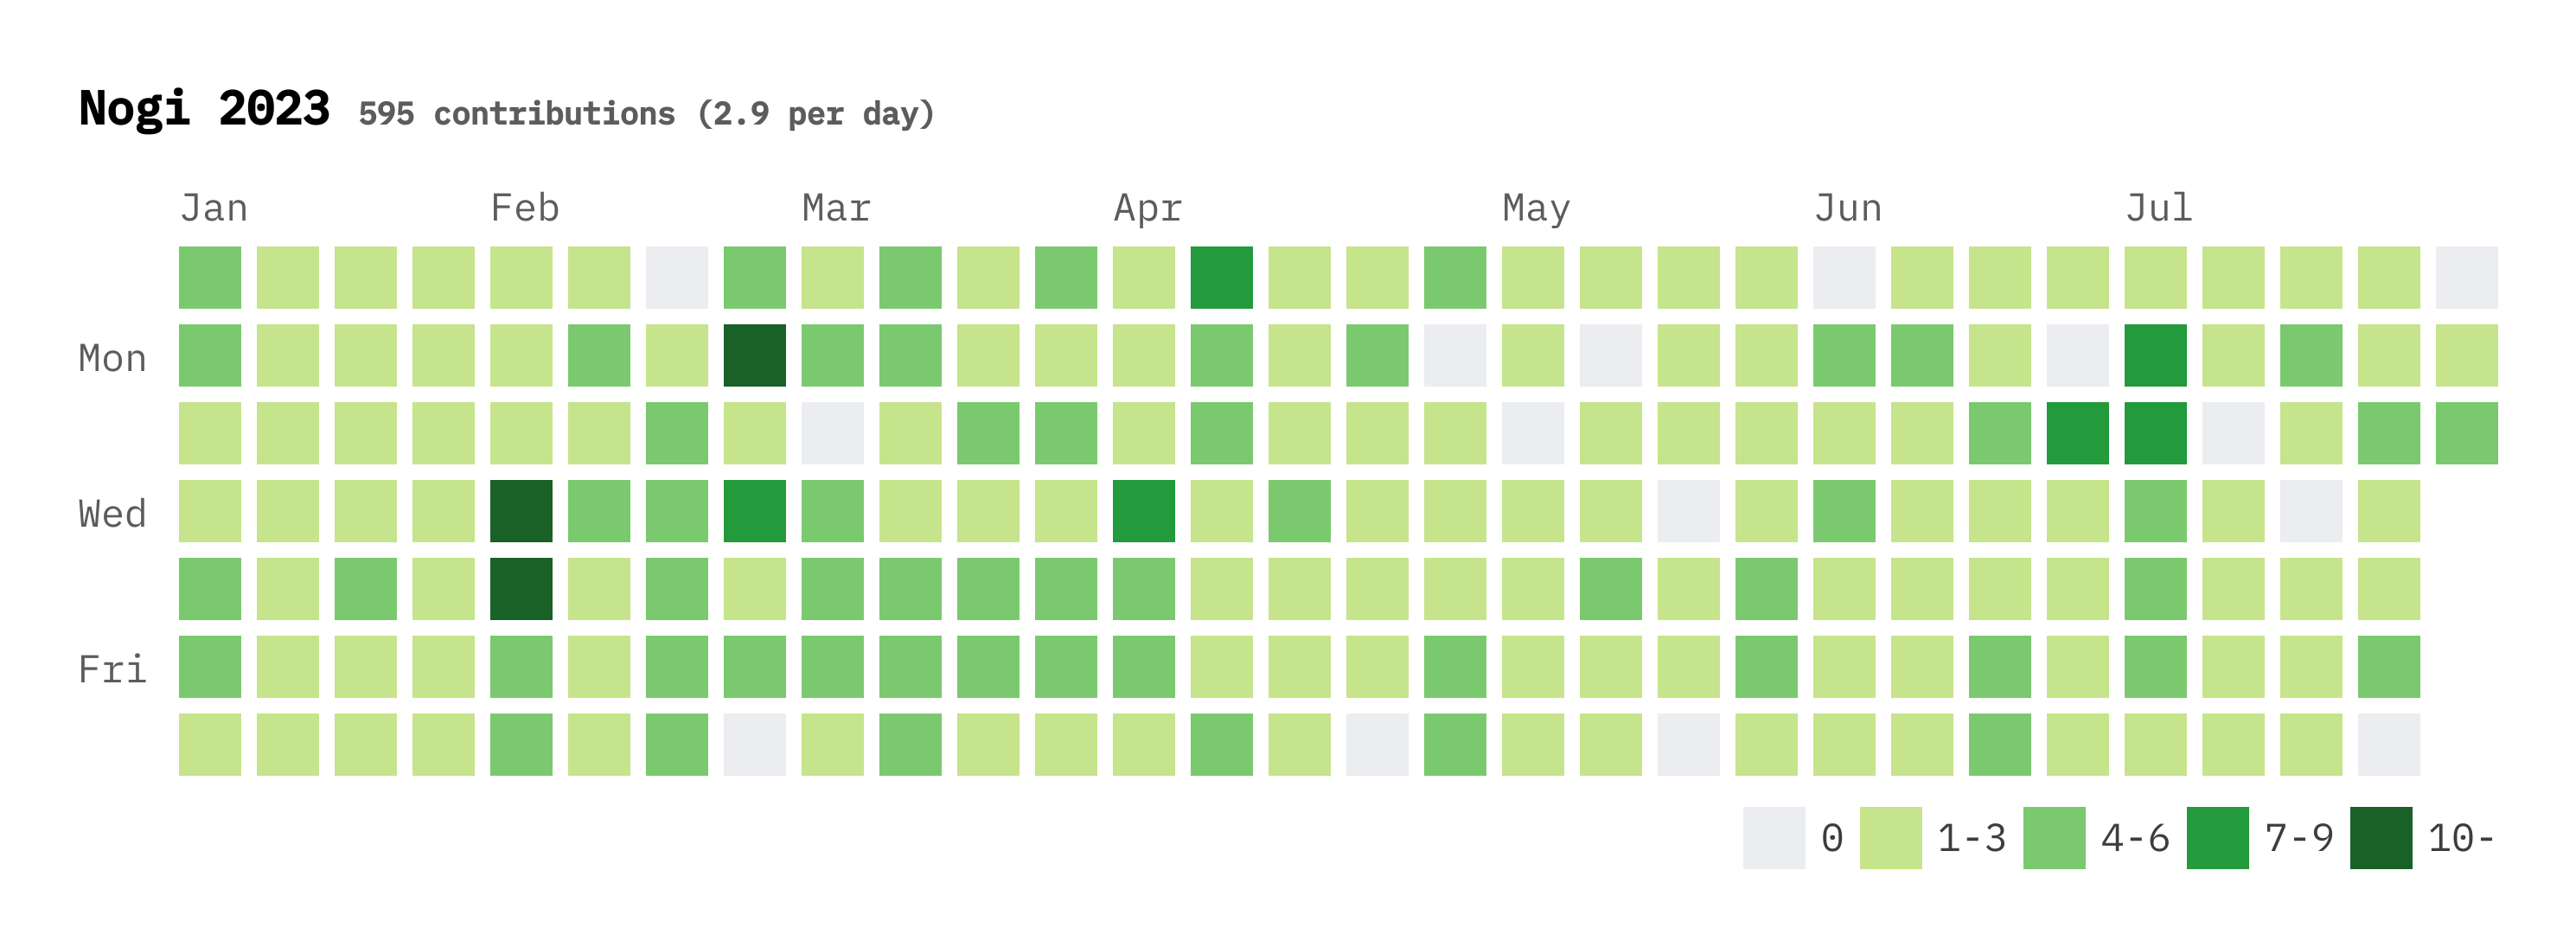 Nogi 2023 595 contributions (2.9 per day)
Jan Feb Mar Apr May Jun Jul
Mon
Wed
Fri
0 1-3 4-6 7-9 10-